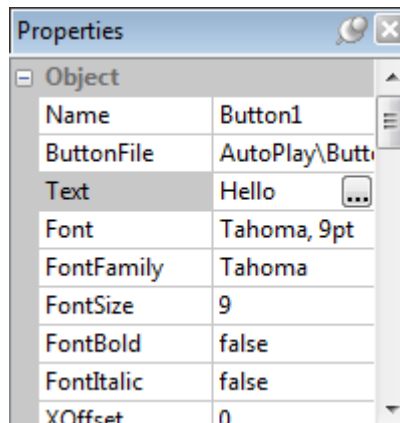 Properties
Object
Name Button1
ButtonFile AutoPlay\Butt
Text Hello ...
Font Tahoma, 9pt
FontFamily Tahoma
FontSize 9
FontBold false
FontItalic false
XOffset 0